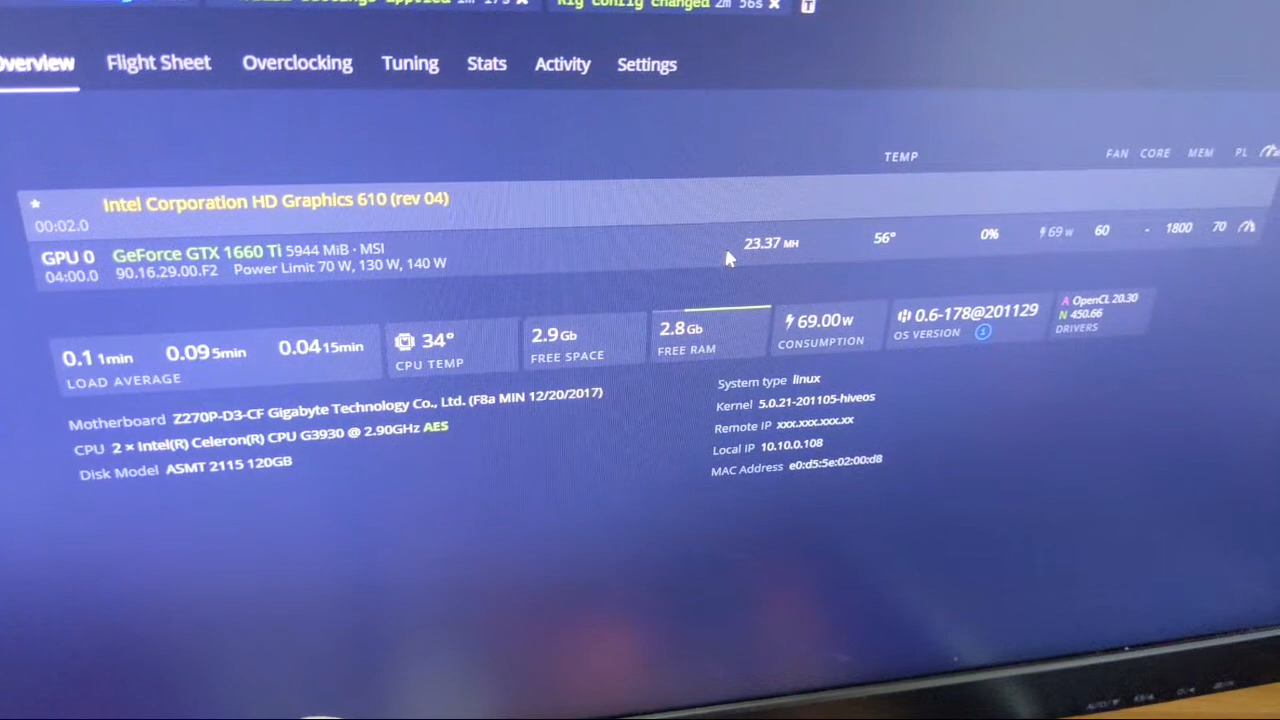 Rig config changed 2m 56s ×
Overview Flight Sheet Overclocking Tuning Stats Activity Settings
TEMP FAN CORE MEM PL
Intel Corporation HD Graphics 610 (rev 04)
00:02.0
GPU 0 GeForce GTX 1660 Ti 5944 MiB · MSI 23.37 MH 56° 0% 69 w 60 - 1800 70
04:00.0 90.16.29.00.F2 Power Limit 70 W, 130 W, 140 W
0.1 1min 0.09 5min 0.04 15min
LOAD AVERAGE
34°
CPU TEMP
2.9 Gb
FREE SPACE
2.8 Gb
FREE RAM
69.00 w
CONSUMPTION
0.6-178@201129
OS VERSION
A OpenCL 20.30
N 450.66
DRIVERS
Motherboard Z270P-D3-CF Gigabyte Technology Co., Ltd. (F8a MIN 12/20/2017)
CPU 2 × Intel(R) Celeron(R) CPU G3930 @ 2.90GHz AES
Disk Model ASMT 2115 120GB
System type linux
Kernel 5.0.21-201105-hiveos
Remote IP xxx.xxx.xxx.xx
Local IP 10.10.0.108
MAC Address e0:d5:5e:02:00:d8